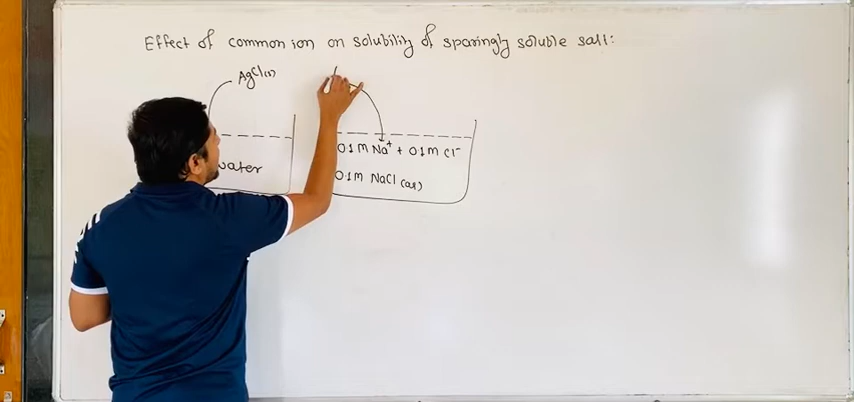 Effect of common ion on solubility of sparingly soluble salt:
AgCl(s)
0.1 M Na⁺ + 0.1 M Cl⁻
water
0.1 M NaCl (aq)